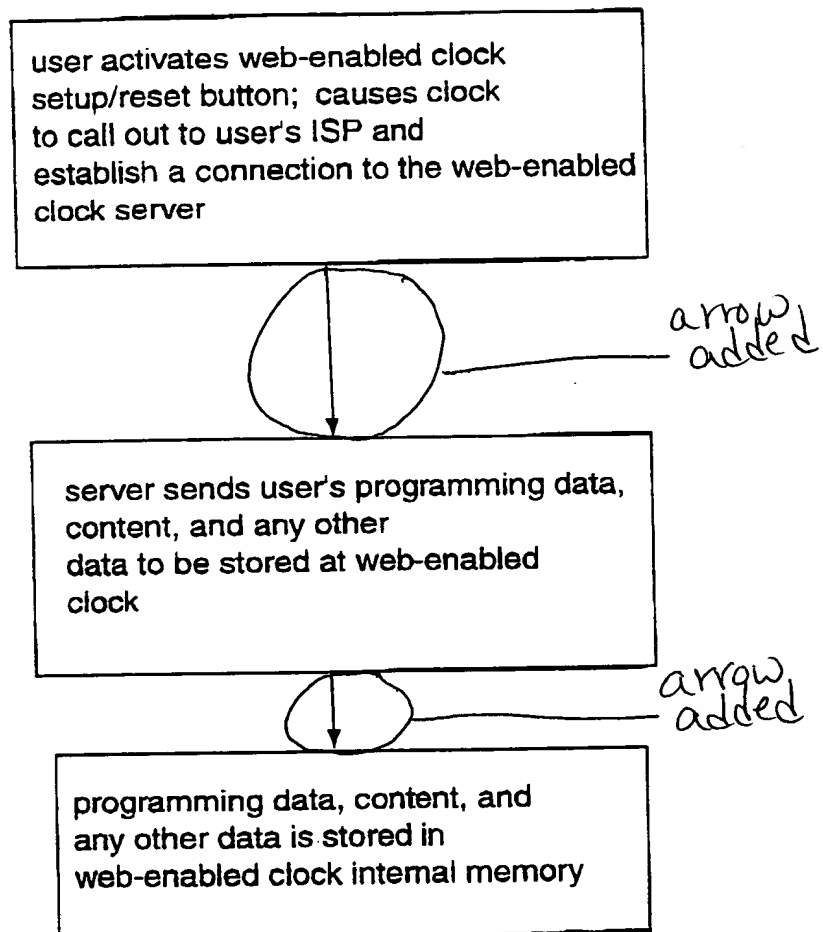 user activates web-enabled clock
setup/reset button; causes clock
to call out to user's ISP and
establish a connection to the web-enabled
clock server
arrow
added
server sends user's programming data,
content, and any other
data to be stored at web-enabled
clock
arrow
added
programming data, content, and
any other data is stored in
web-enabled clock internal memory